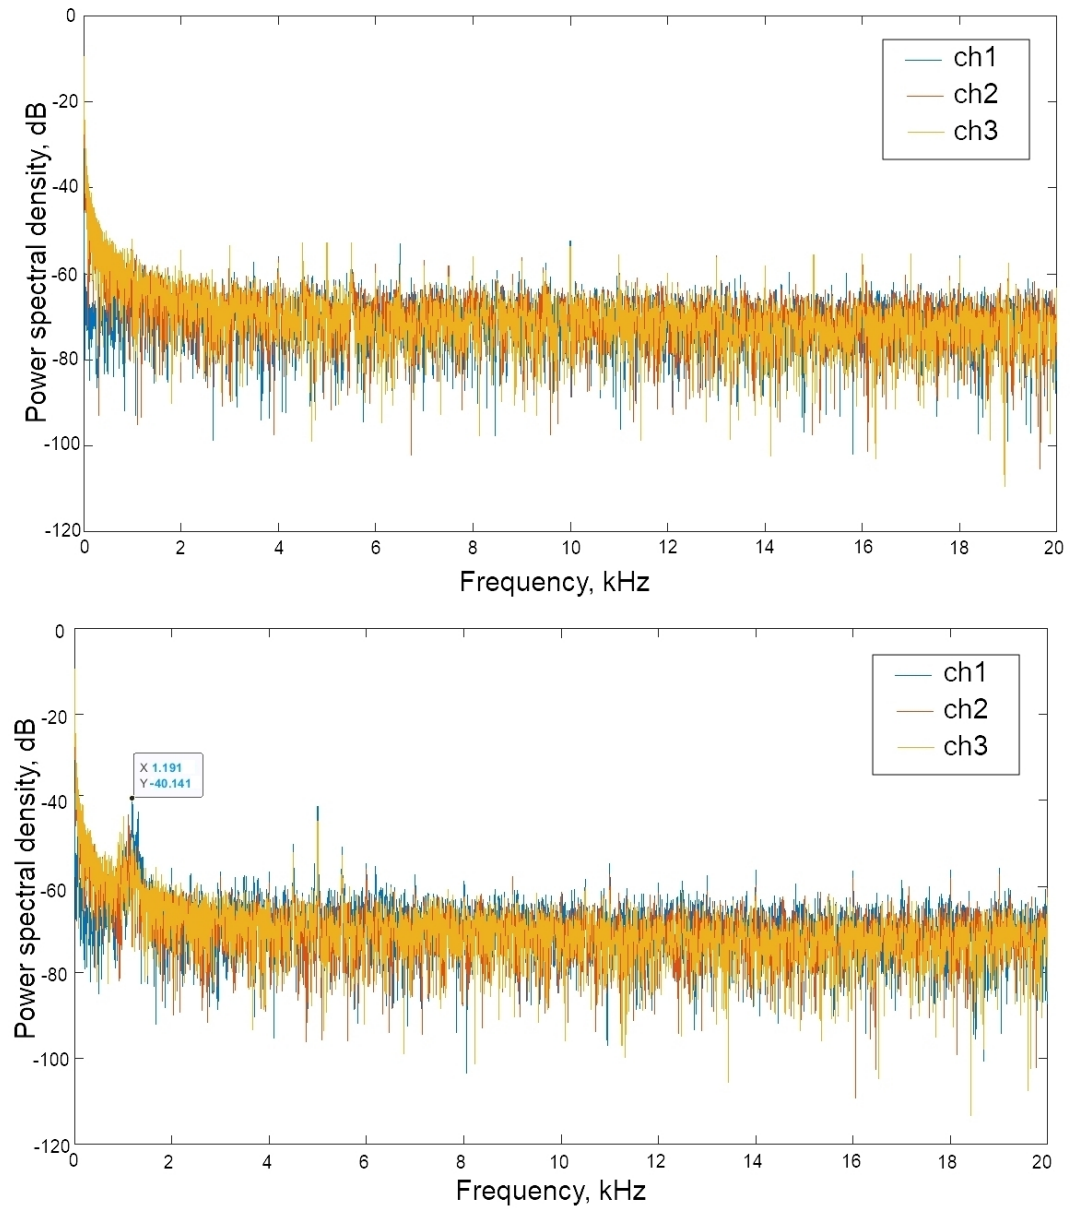 0
-20
-40
-60
-80
-100
-120
Power spectral density, dB
ch1
ch2
ch3
0 2 4 6 8 10 12 14 16 18 20
Frequency, kHz
0
-20
-40
-60
-80
-100
-120
Power spectral density, dB
X 1.191
Y -40.141
ch1
ch2
ch3
0 2 4 6 8 10 12 14 16 18 20
Frequency, kHz